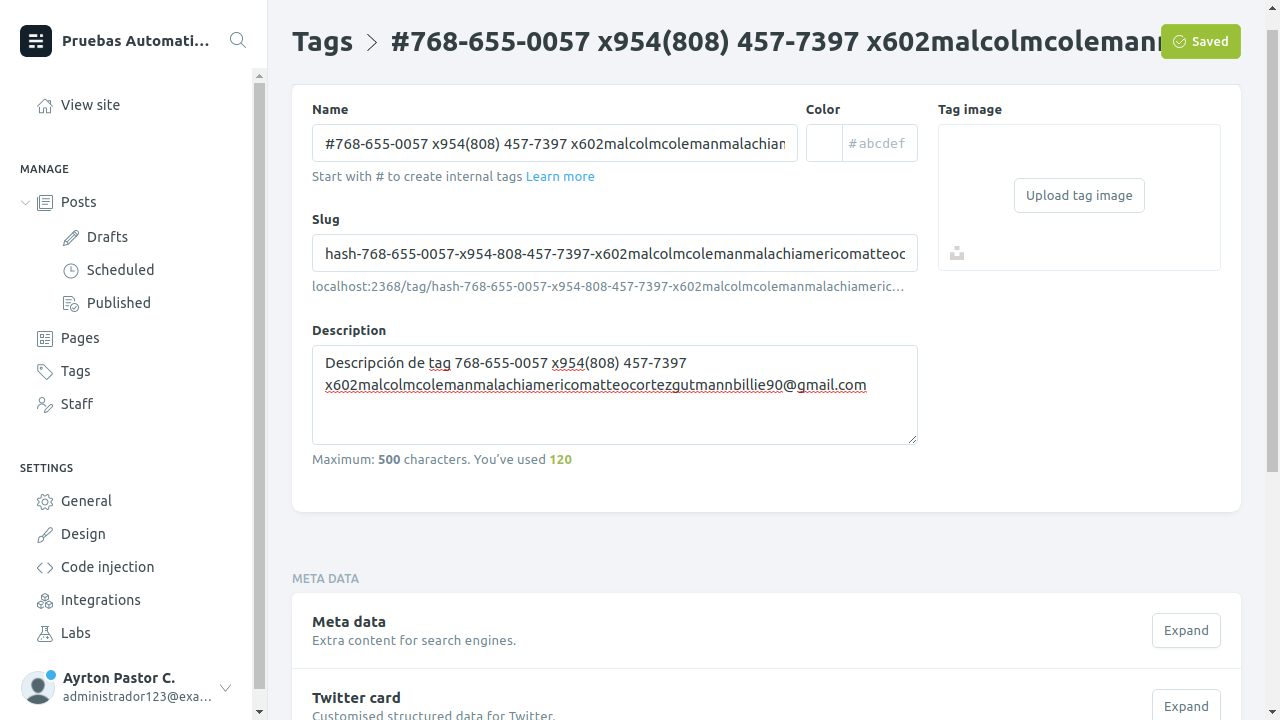 Pruebas Automati...
View site
MANAGE
Posts
Drafts
Scheduled
Published
Pages
Tags
Staff
SETTINGS
General
Design
Code injection
Integrations
Labs
Ayrton Pastor C.
administrador123@exa...
Tags > #768-655-0057 x954(808) 457-7397 x602malcolmcoleman
Saved
Name
#768-655-0057 x954(808) 457-7397 x602malcolmcolemanmalachian
Start with # to create internal tags Learn more
Color
#abcdef
Slug
hash-768-655-0057-x954-808-457-7397-x602malcolmcolemanmalachiamericomatteoc
localhost:2368/tag/hash-768-655-0057-x954-808-457-7397-x602malcolmcolemanmalachiameric...
Description
Descripción de tag 768-655-0057 x954(808) 457-7397
x602malcolmcolemanmalachiamericomatteocortezgutmannbillie90@gmail.com
Maximum: 500 characters. You've used 120
Tag image
Upload tag image
META DATA
Meta data
Extra content for search engines.
Expand
Twitter card
Customised structured data for Twitter.
Expand